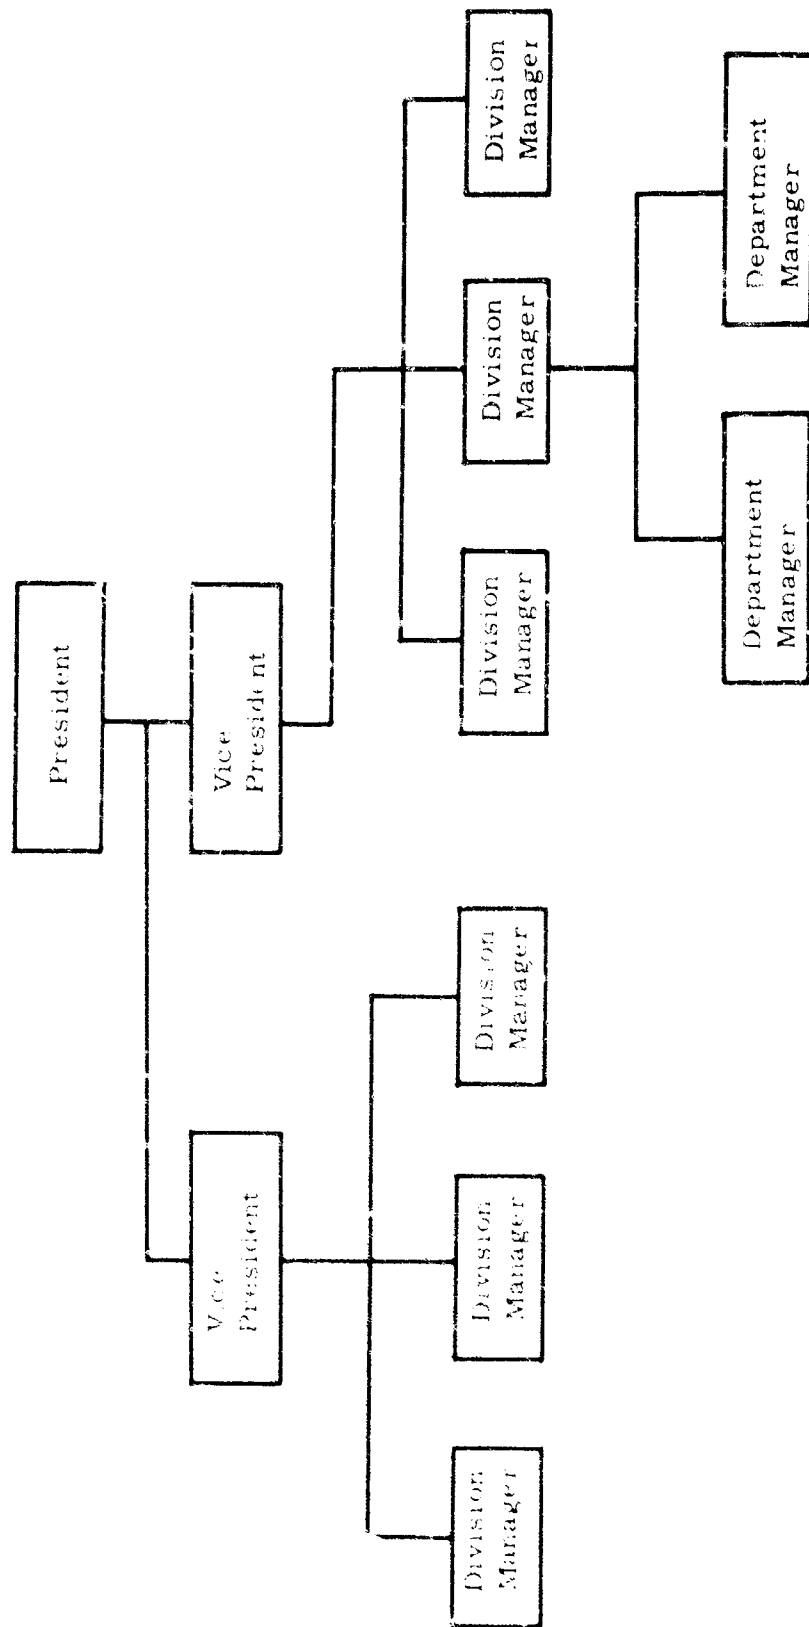 President
Vice
President
Vice
President
Division
Manager
Division
Manager
Division
Manager
Division
Manager
Division
Manager
Division
Manager
Department
Manager
Department
Manager